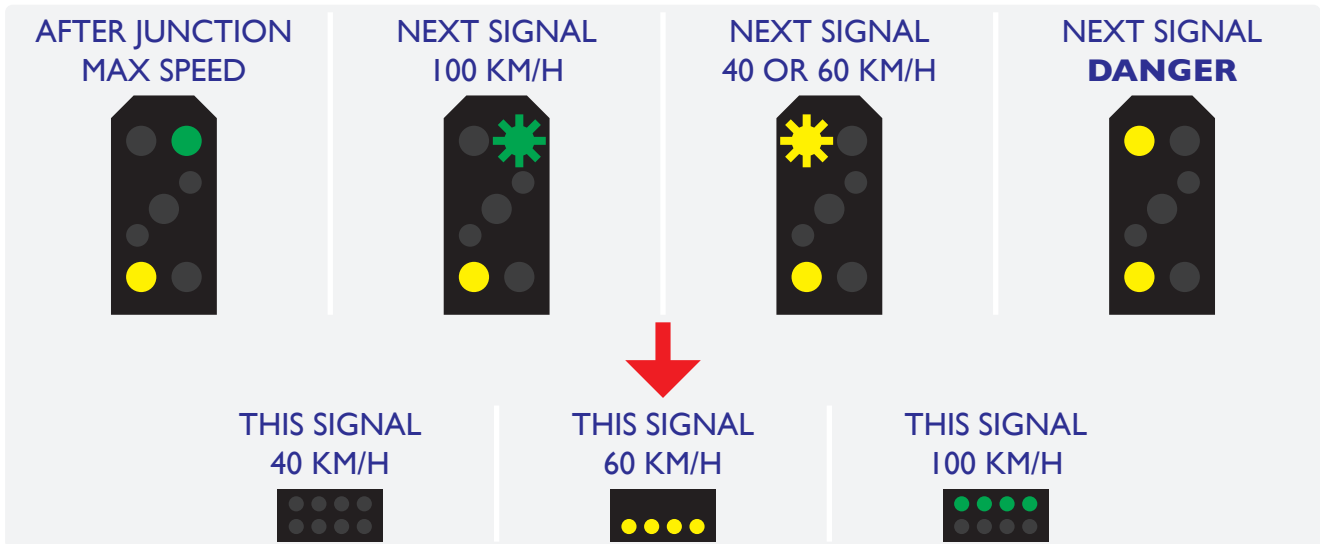 AFTER JUNCTION
MAX SPEED
NEXT SIGNAL
100 KM/H
NEXT SIGNAL
40 OR 60 KM/H
NEXT SIGNAL
DANGER
THIS SIGNAL
40 KM/H
THIS SIGNAL
60 KM/H
THIS SIGNAL
100 KM/H